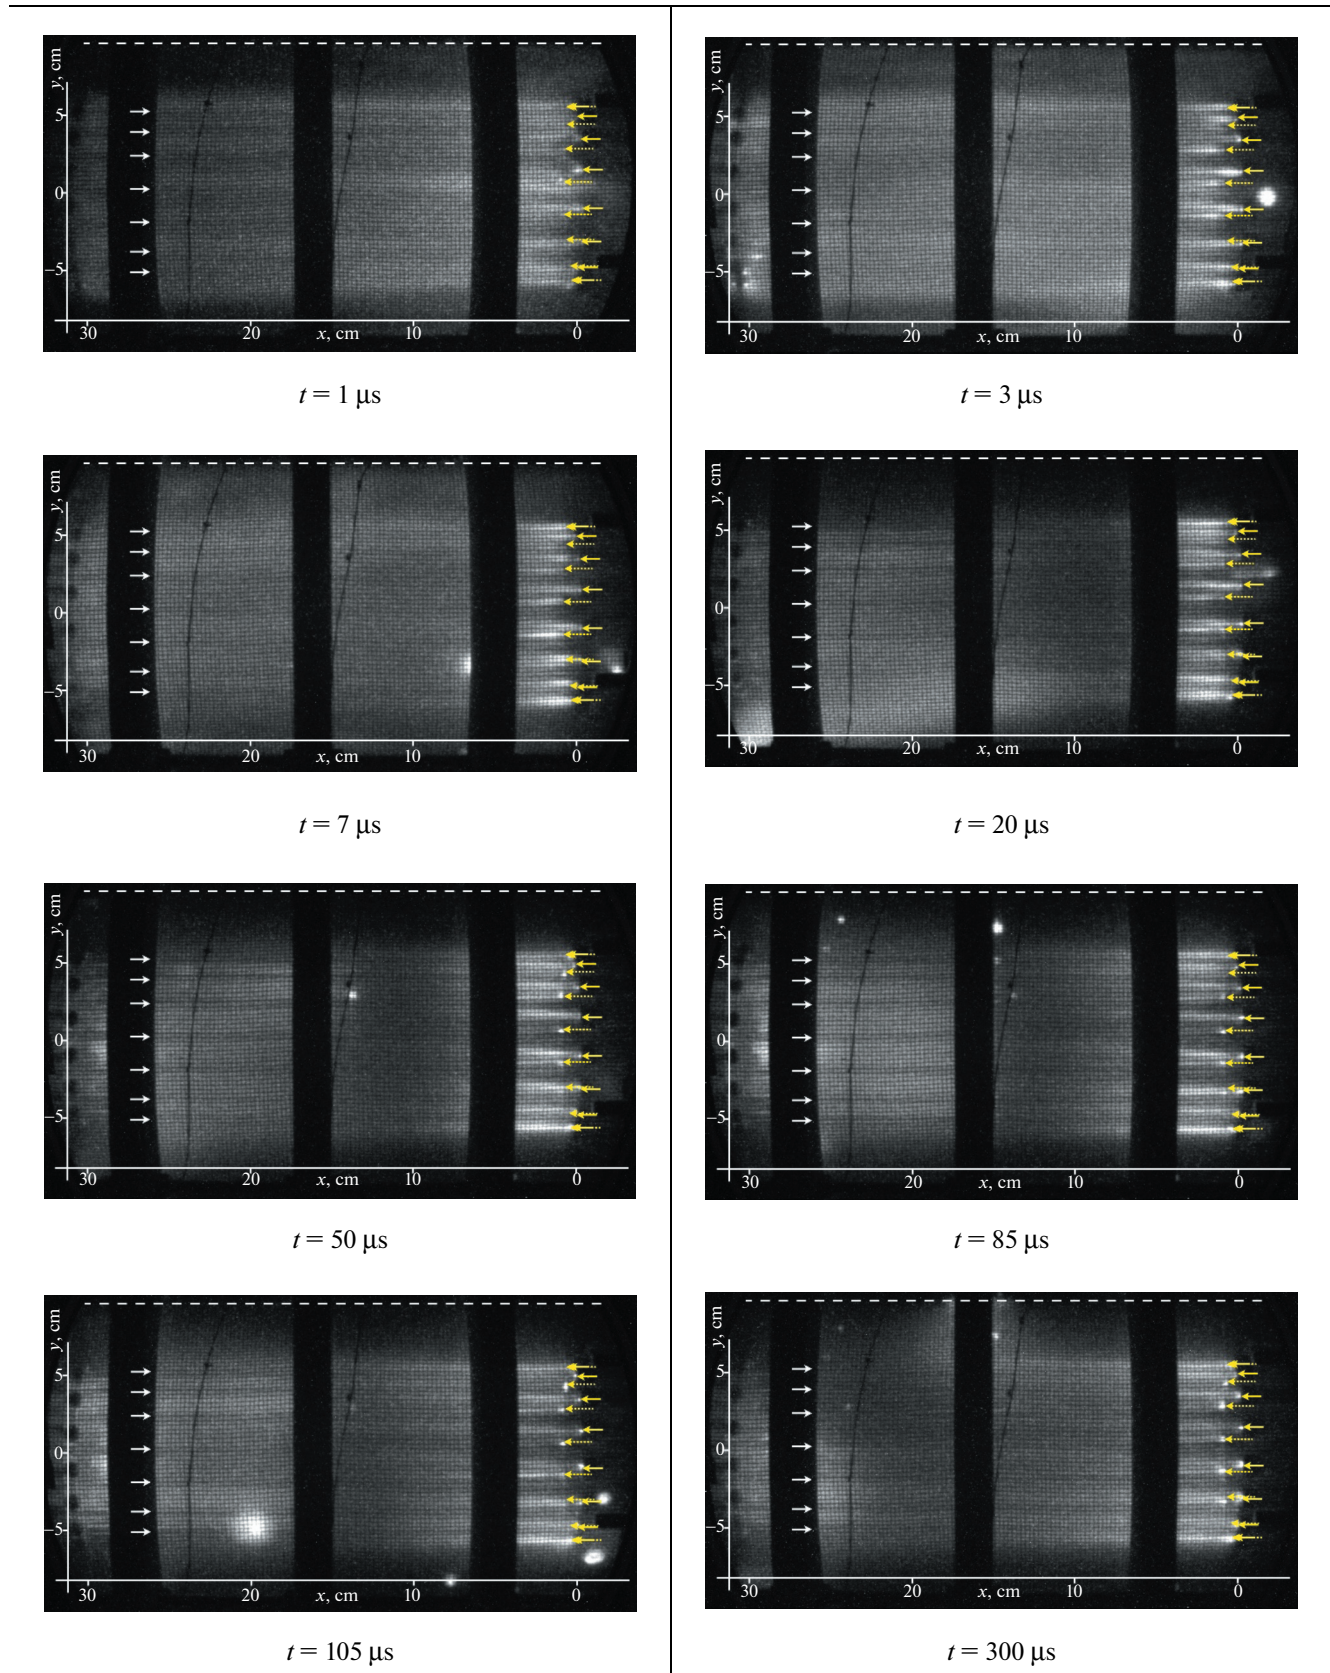 y, cm
5
0
−5
30 20 x, cm 10 0
t = 1 μs
y, cm
5
0
−5
30 20 x, cm 10 0
t = 3 μs
y, cm
5
0
−5
30 20 x, cm 10 0
t = 7 μs
y, cm
5
0
−5
30 20 x, cm 10 0
t = 20 μs
y, cm
5
0
−5
30 20 x, cm 10 0
t = 50 μs
y, cm
5
0
−5
30 20 x, cm 10 0
t = 85 μs
y, cm
5
0
−5
30 20 x, cm 10 0
t = 105 μs
y, cm
5
0
−5
30 20 x, cm 10 0
t = 300 μs